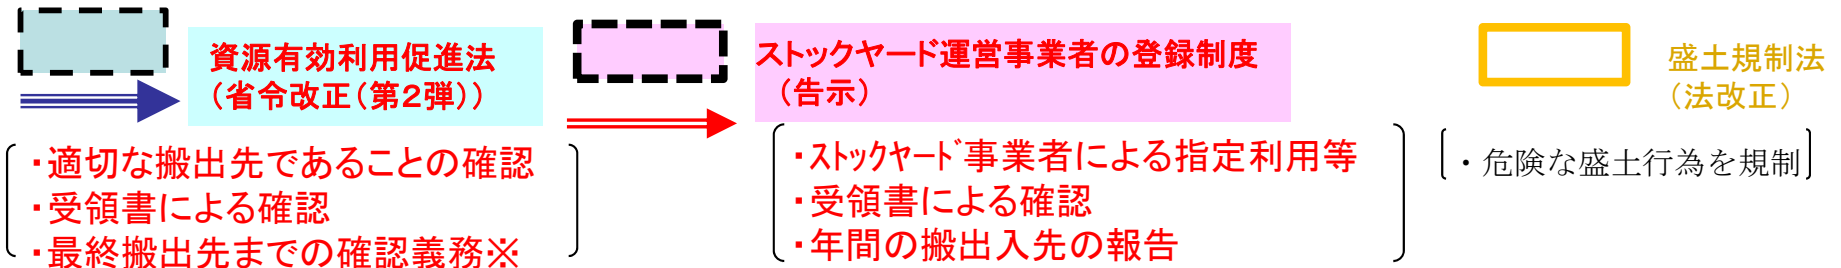 資源有効利用促進法
（省令改正（第２弾））
・適切な搬出先であることの確認
・受領書による確認
・最終搬出先までの確認義務※
ストックヤード運営事業者の登録制度
（告示）
・ｽﾄｯｸﾔｰﾄﾞ事業者による指定利用等
・受領書による確認
・年間の搬出入先の報告
盛土規制法
（法改正）
・危険な盛土行為を規制